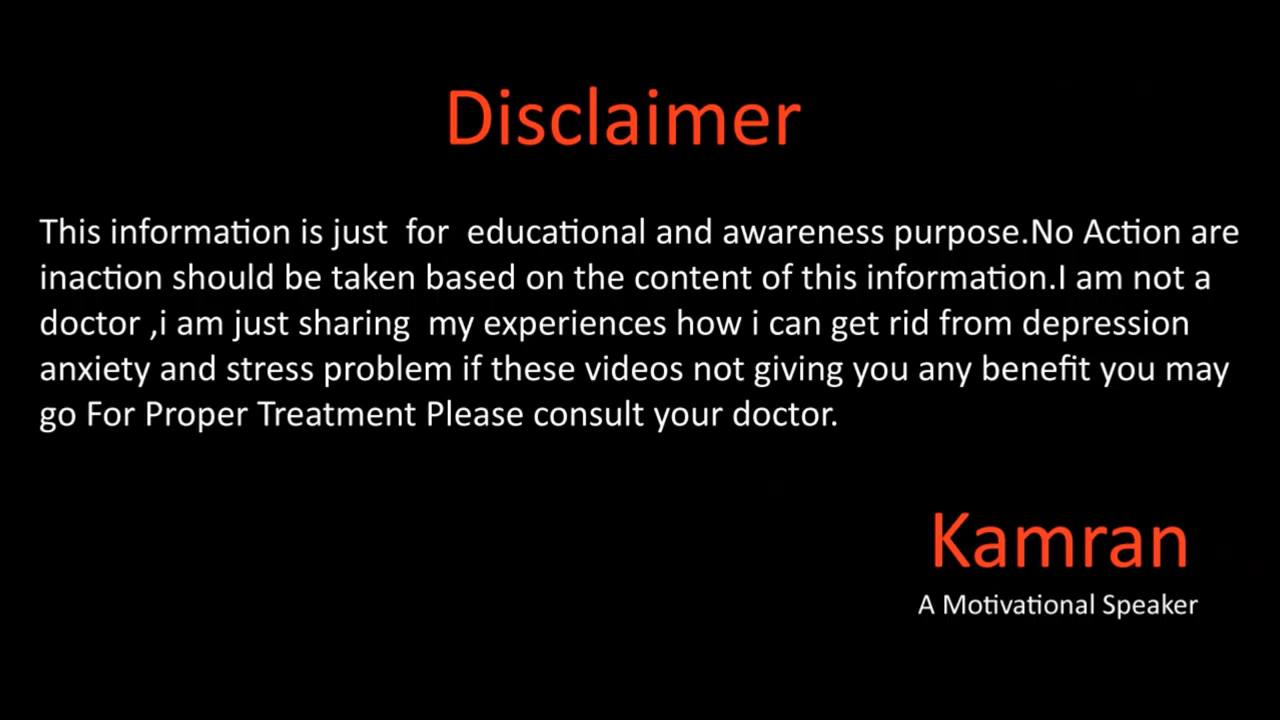 Disclaimer
This information is just  for  educational and awareness purpose.No Action are
inaction should be taken based on the content of this information.I am not a
doctor ,i am just sharing  my experiences how i can get rid from depression
anxiety and stress problem if these videos not giving you any benefit you may
go For Proper Treatment Please consult your doctor.
Kamran
A Motivational Speaker